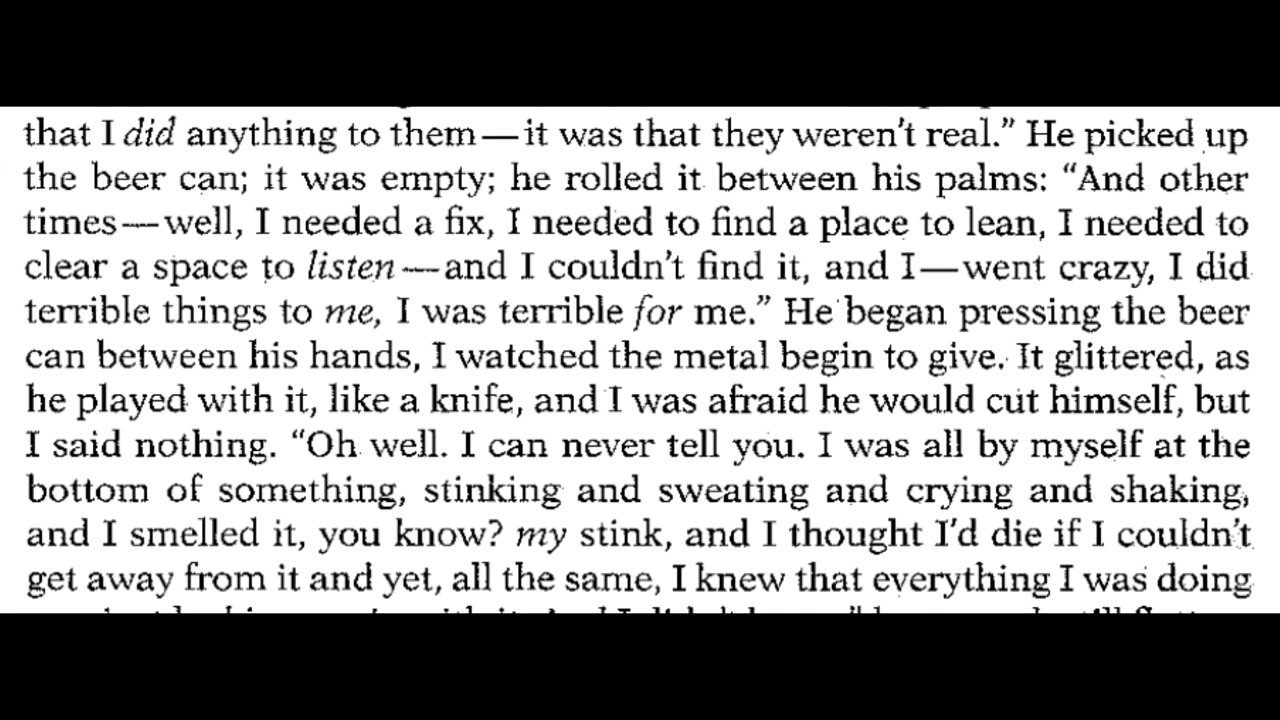 that I did anything to them—it was that they weren't real." He picked up
the beer can; it was empty; he rolled it between his palms: "And other
times—well, I needed a fix, I needed to find a place to lean, I needed to
clear a space to listen—and I couldn't find it, and I—went crazy, I did
terrible things to me, I was terrible for me." He began pressing the beer
can between his hands, I watched the metal begin to give. It glittered, as
he played with it, like a knife, and I was afraid he would cut himself, but
I said nothing. "Oh well. I can never tell you. I was all by myself at the
bottom of something, stinking and sweating and crying and shaking,
and I smelled it, you know? my stink, and I thought I'd die if I couldn't
get away from it and yet, all the same, I knew that everything I was doing